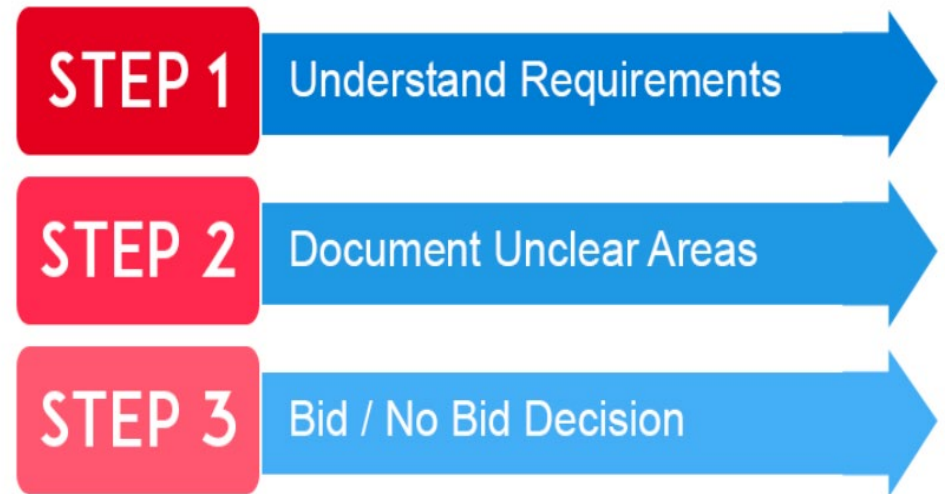 STEP 1 Understand Requirements
STEP 2 Document Unclear Areas
STEP 3 Bid / No Bid Decision